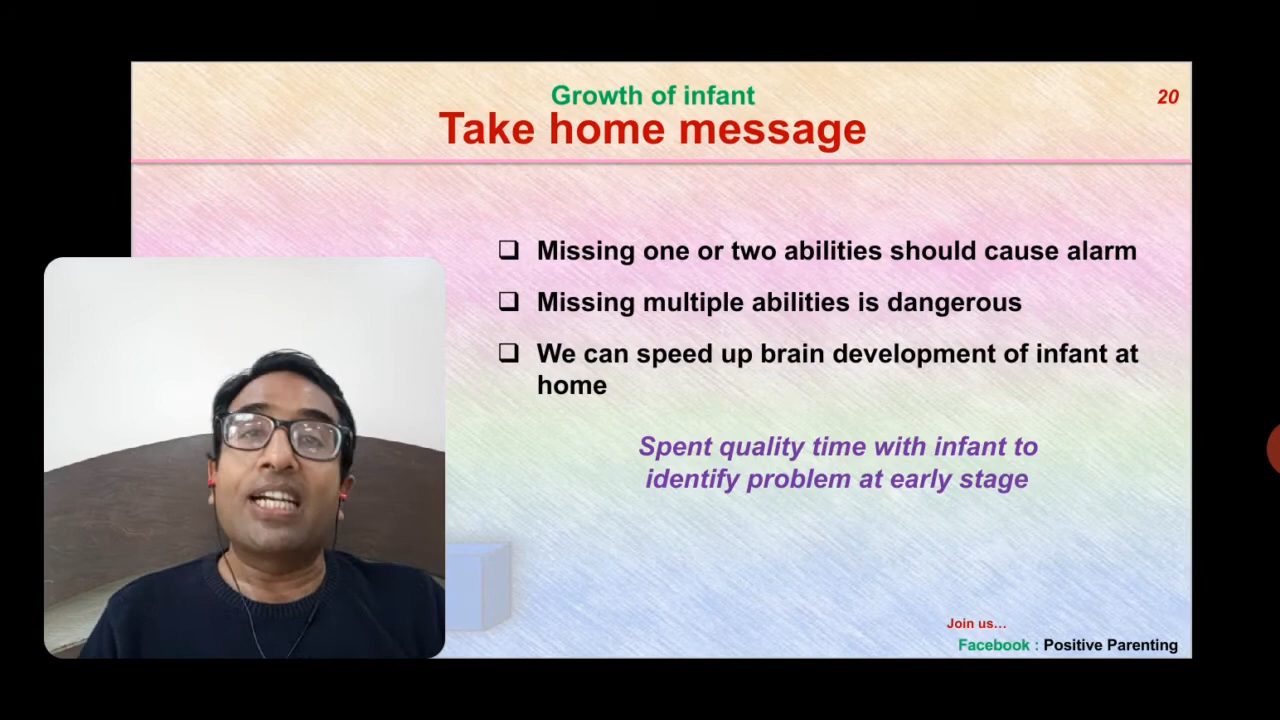 Growth of infant
20
Take home message
Missing one or two abilities should cause alarm
Missing multiple abilities is dangerous
We can speed up brain development of infant at
home
Spent quality time with infant to
identify problem at early stage
Join us...
Facebook : Positive Parenting